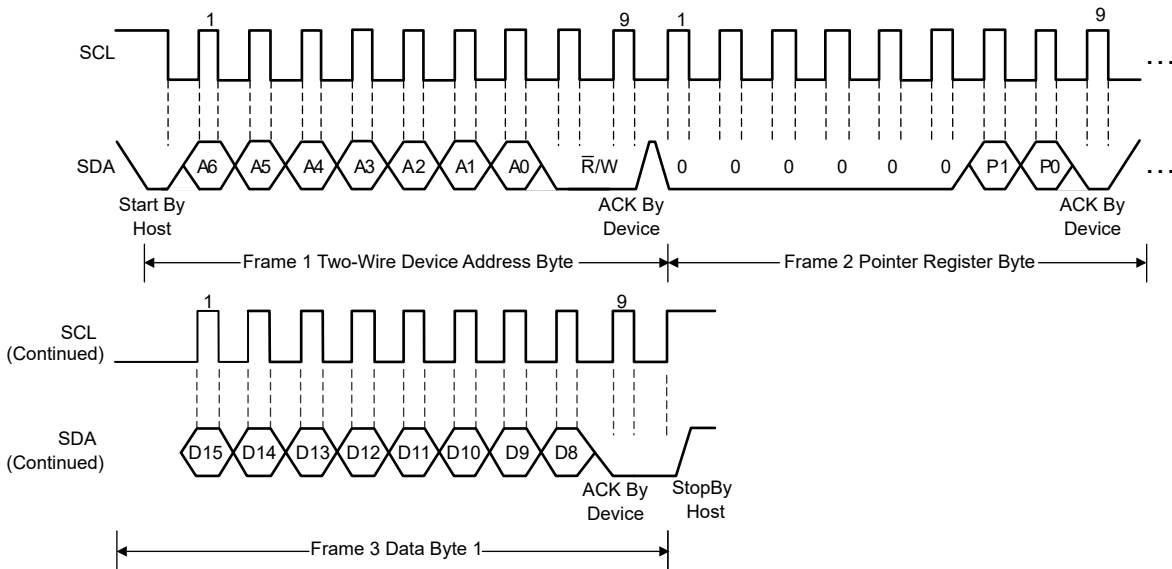 1 9 1 9
SCL ...
SDA A6 A5 A4 A3 A2 A1 A0 R̅/W 0 0 0 0 0 0 P1 P0 ...
Start By Host
ACK By Device
ACK By Device
Frame 1 Two-Wire Device Address Byte
Frame 2 Pointer Register Byte
1 9
SCL (Continued)
SDA (Continued)
D15 D14 D13 D12 D11 D10 D9 D8
ACK By Device
StopBy Host
Frame 3 Data Byte 1